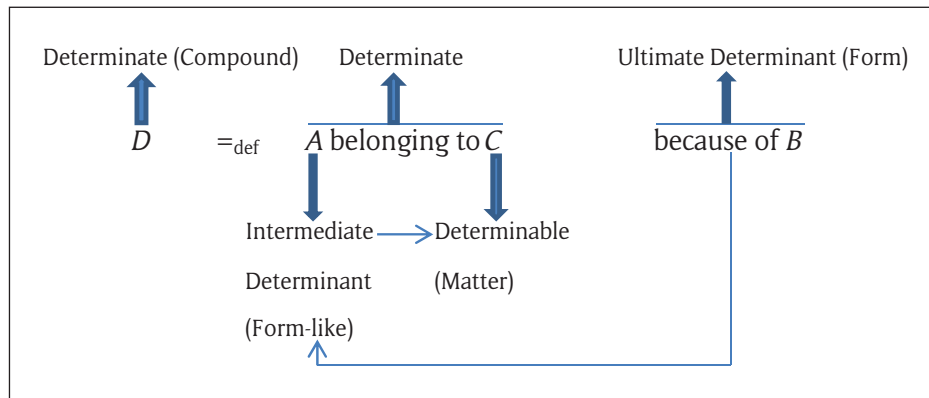 Determinate (Compound) Determinate Ultimate Determinant (Form)
D =def A belonging to C because of B
Intermediate Determinable
Determinant (Matter)
(Form-like)